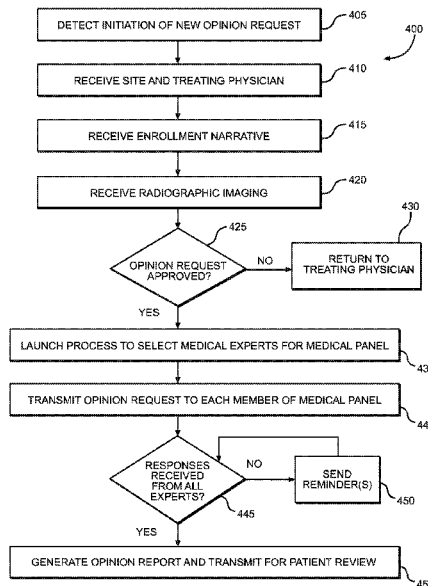 DETECT INITIATION OF NEW OPINION REQUEST
405
400
RECEIVE SITE AND TREATING PHYSICIAN
410
RECEIVE ENROLLMENT NARRATIVE
415
RECEIVE RADIOGRAPHIC IMAGING
420
425
430
OPINION REQUEST
APPROVED?
NO
RETURN TO
TREATING PHYSICIAN
YES
LAUNCH PROCESS TO SELECT MEDICAL EXPERTS FOR MEDICAL PANEL
43
TRANSMIT OPINION REQUEST TO EACH MEMBER OF MEDICAL PANEL
44
RESPONSES
RECEIVED
FROM ALL
EXPERTS?
NO
SEND
REMINDER(S)
450
445
YES
GENERATE OPINION REPORT AND TRANSMIT FOR PATIENT REVIEW
45